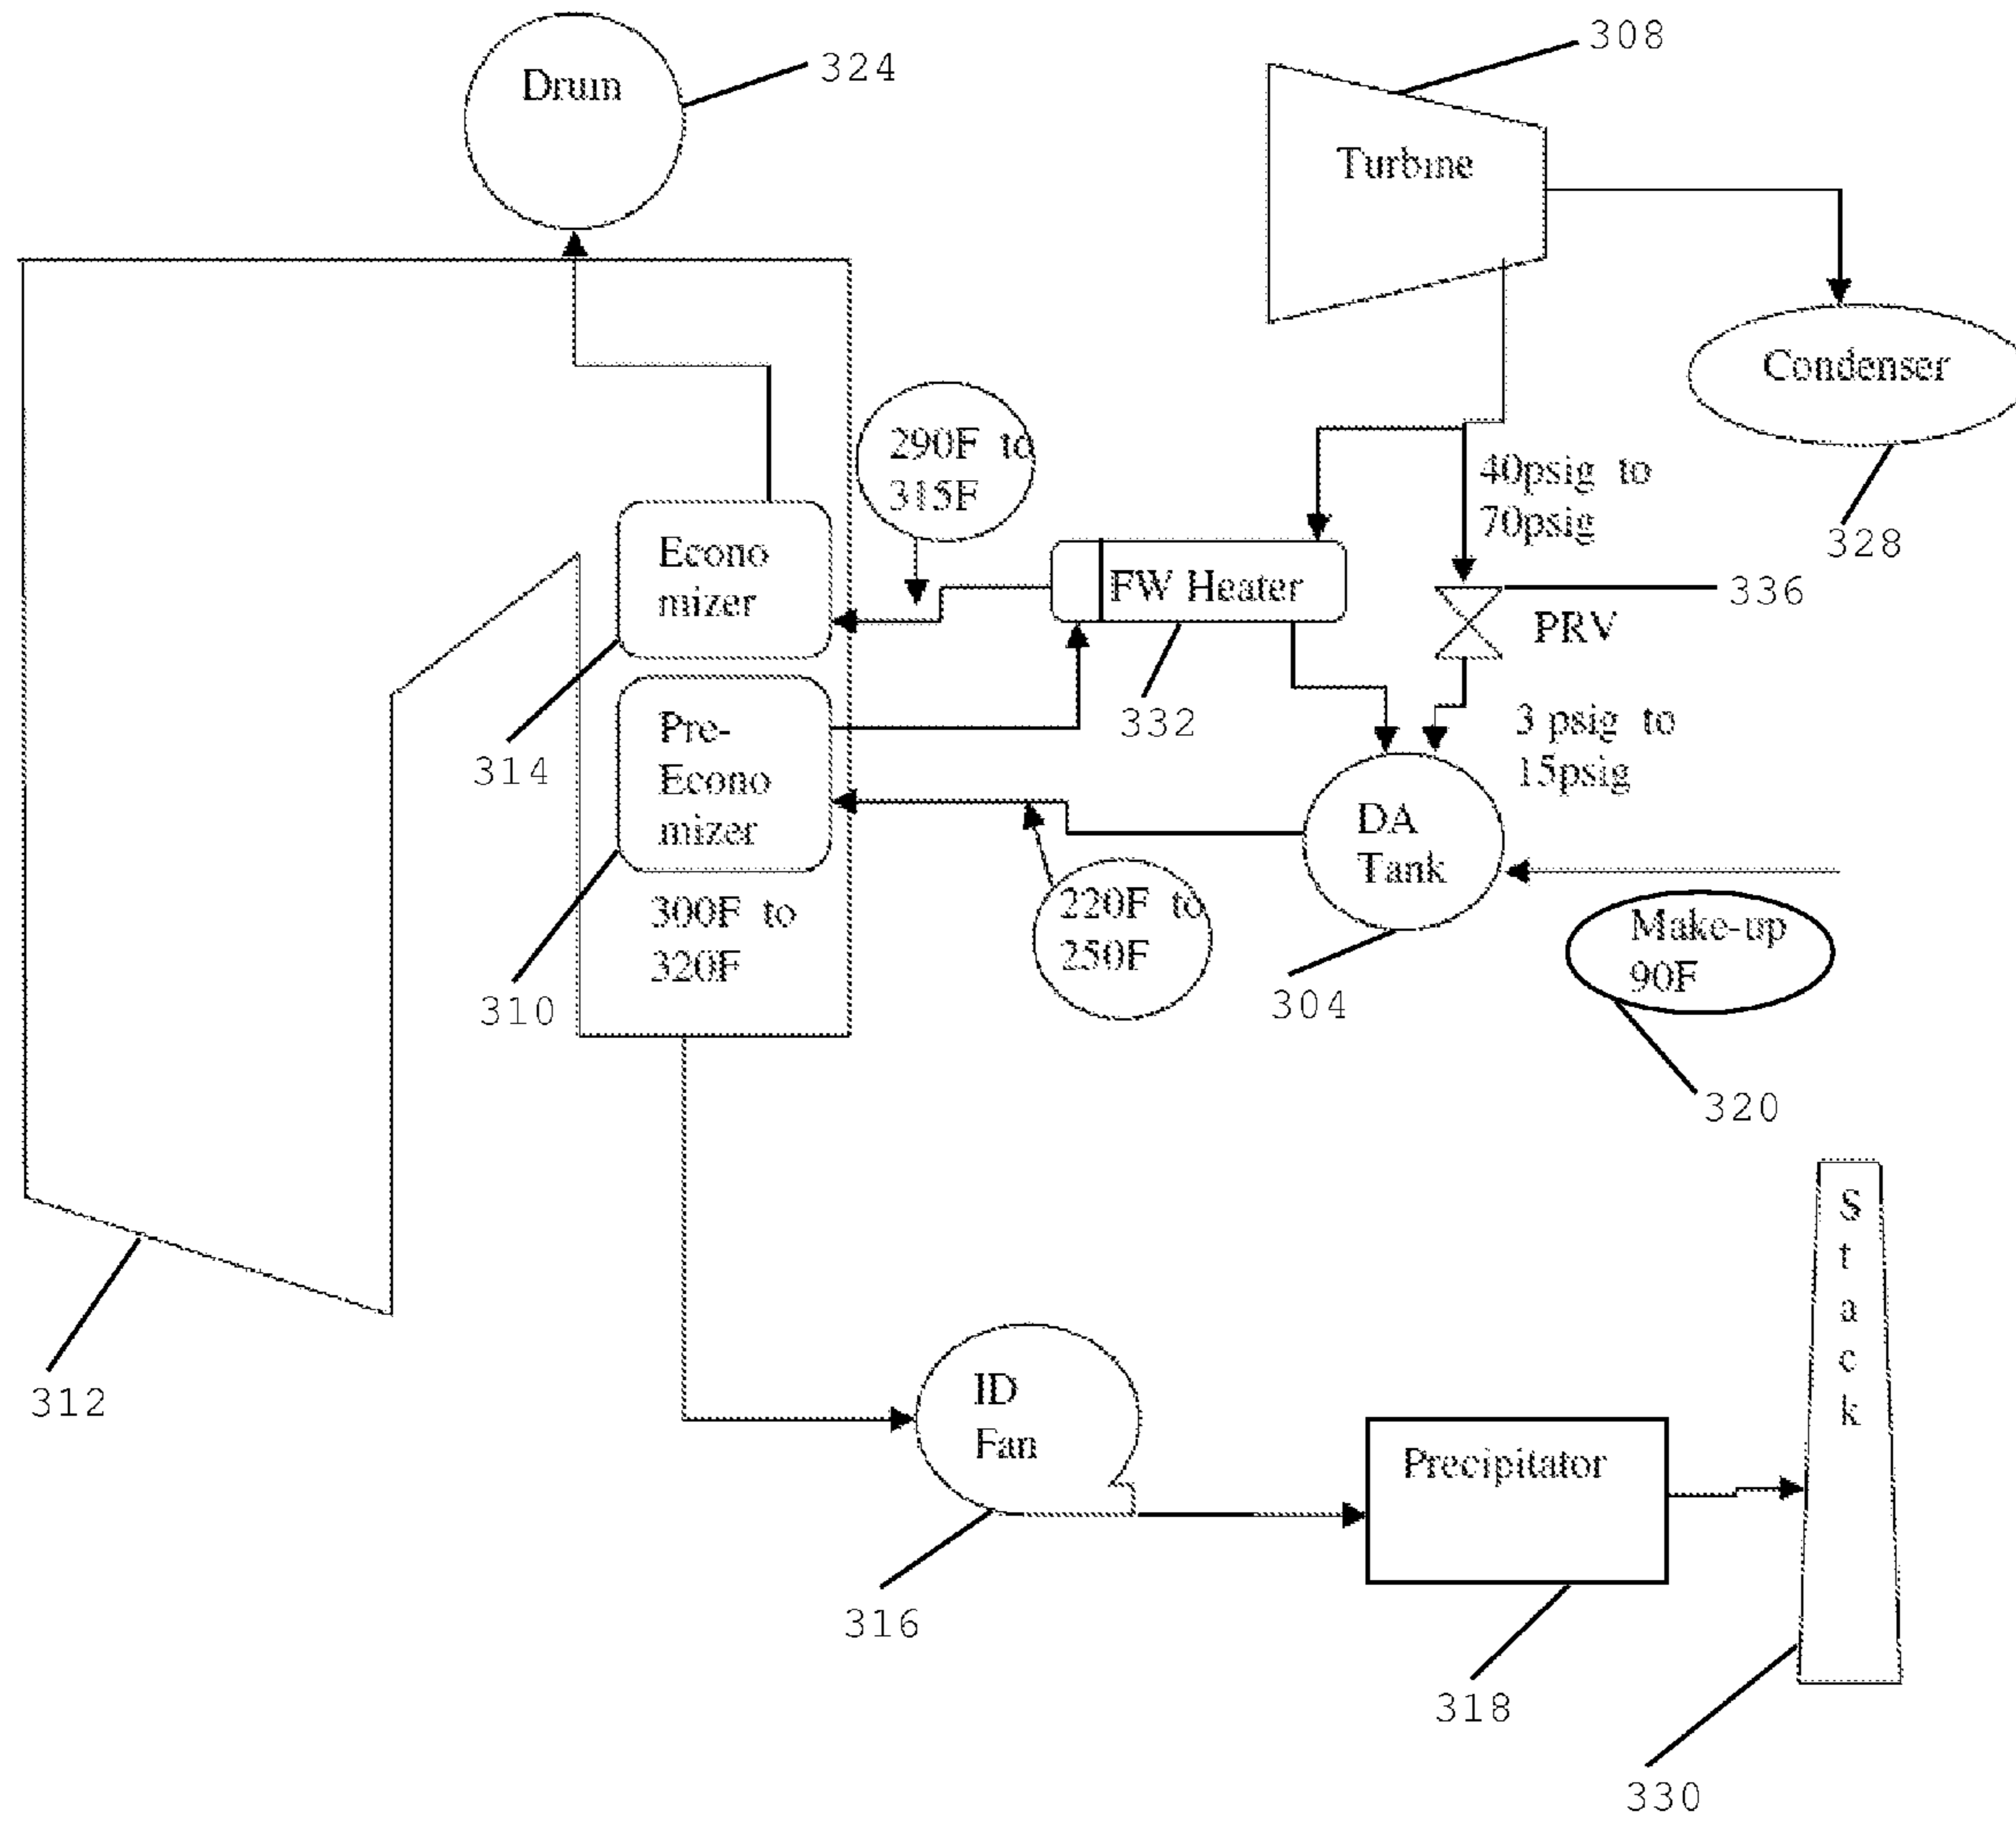 308
324
Drum
Turbine
Condenser
290F to
315F
40psig to
70psig
328
Econo
mizer
FW Heater
336
PRV
332
314
Pre-
Econo
mizer
3 psig to
15psig
DA
Tank
300F to
320F
220F to
250F
Make-up
90F
310
304
320
Stack
312
ID
Fan
Precipitator
316
318
330